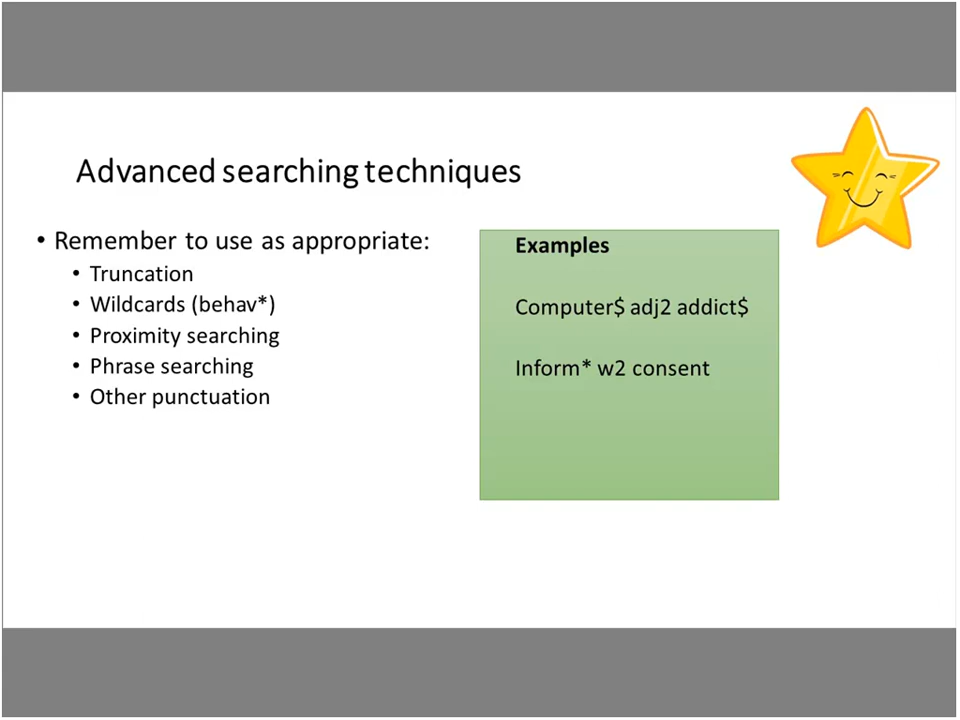 Advanced searching techniques
• Remember to use as appropriate:
• Truncation
• Wildcards (behav*)
• Proximity searching
• Phrase searching
• Other punctuation
Examples
Computer$ adj2 addict$
Inform* w2 consent